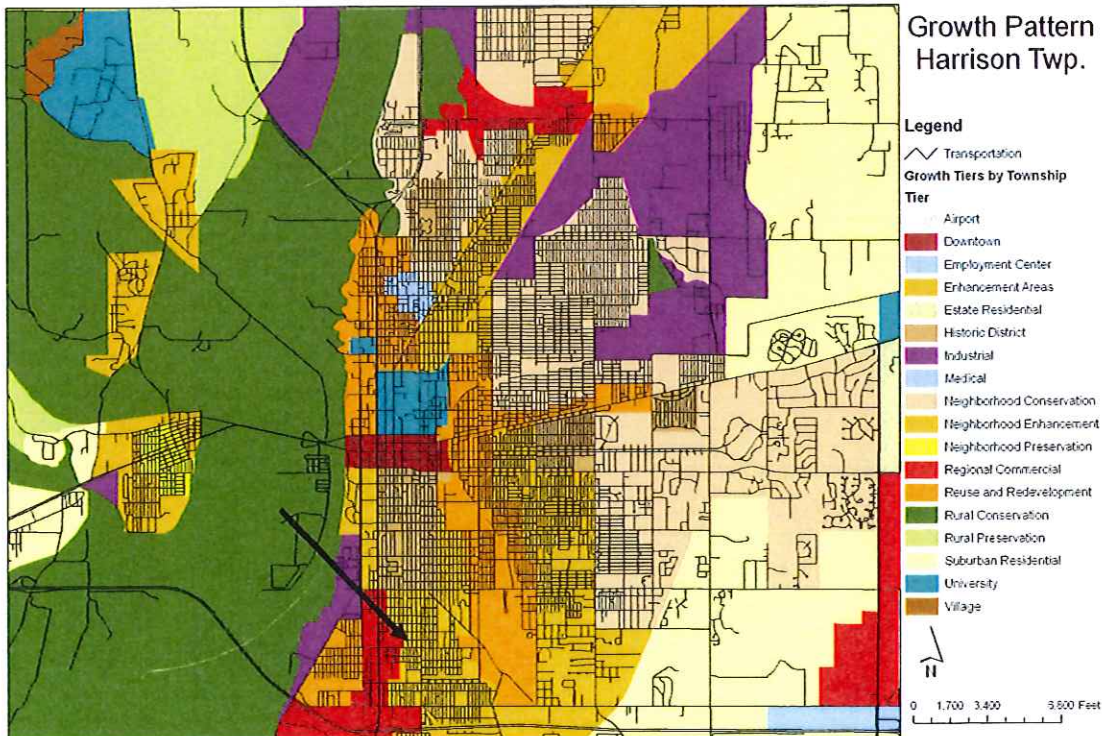 Growth Pattern
Harrison Twp.
Legend
Transportation
Growth Tiers by Township
Tier
Airport
Downtown
Employment Center
Enhancement Areas
Estate Residential
Historic District
Industrial
Medical
Neighborhood Conservation
Neighborhood Enhancement
Neighborhood Preservation
Regional Commercial
Reuse and Redevelopment
Rural Conservation
Rural Preservation
Suburban Residential
University
Village
N
0 1,700 3,400 6,800 Feet